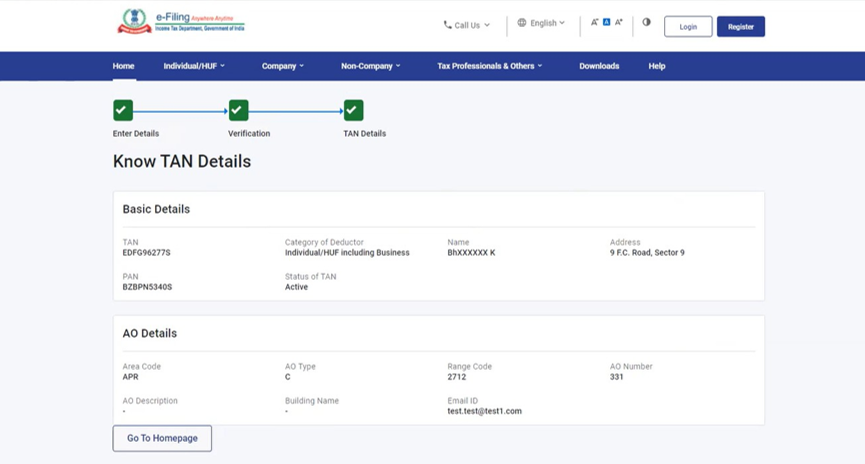 e-Filing Anywhere Anytime
Income Tax Department, Government of India
Call Us
English
A- A A+
Login
Register
Home Individual/HUF Company Non-Company Tax Professionals & Others Downloads Help
Enter Details Verification TAN Details
Know TAN Details
Basic Details
TAN Category of Deductor Name Address
EDFG96277S Individual/HUF including Business BhXXXXXX K 9 F.C. Road, Sector 9
PAN Status of TAN
BZBPN5340S Active
AO Details
Area Code AO Type Range Code AO Number
APR C 2712 331
AO Description Building Name Email ID
- - test.test@test1.com
Go To Homepage